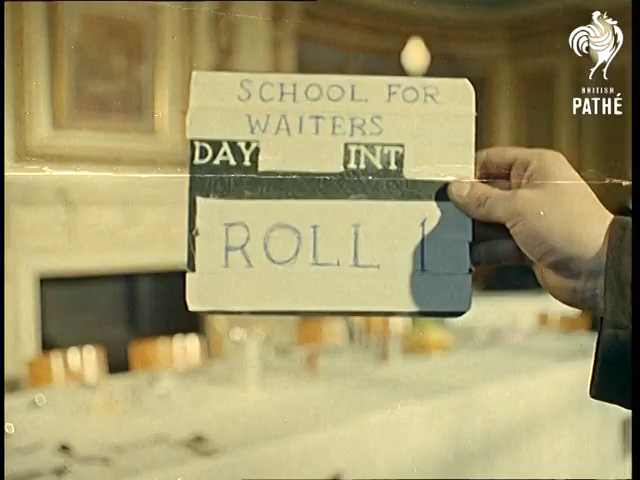 SCHOOL FOR
WAITERS
DAY INT
ROLL 1
BRITISH
PATHÉ